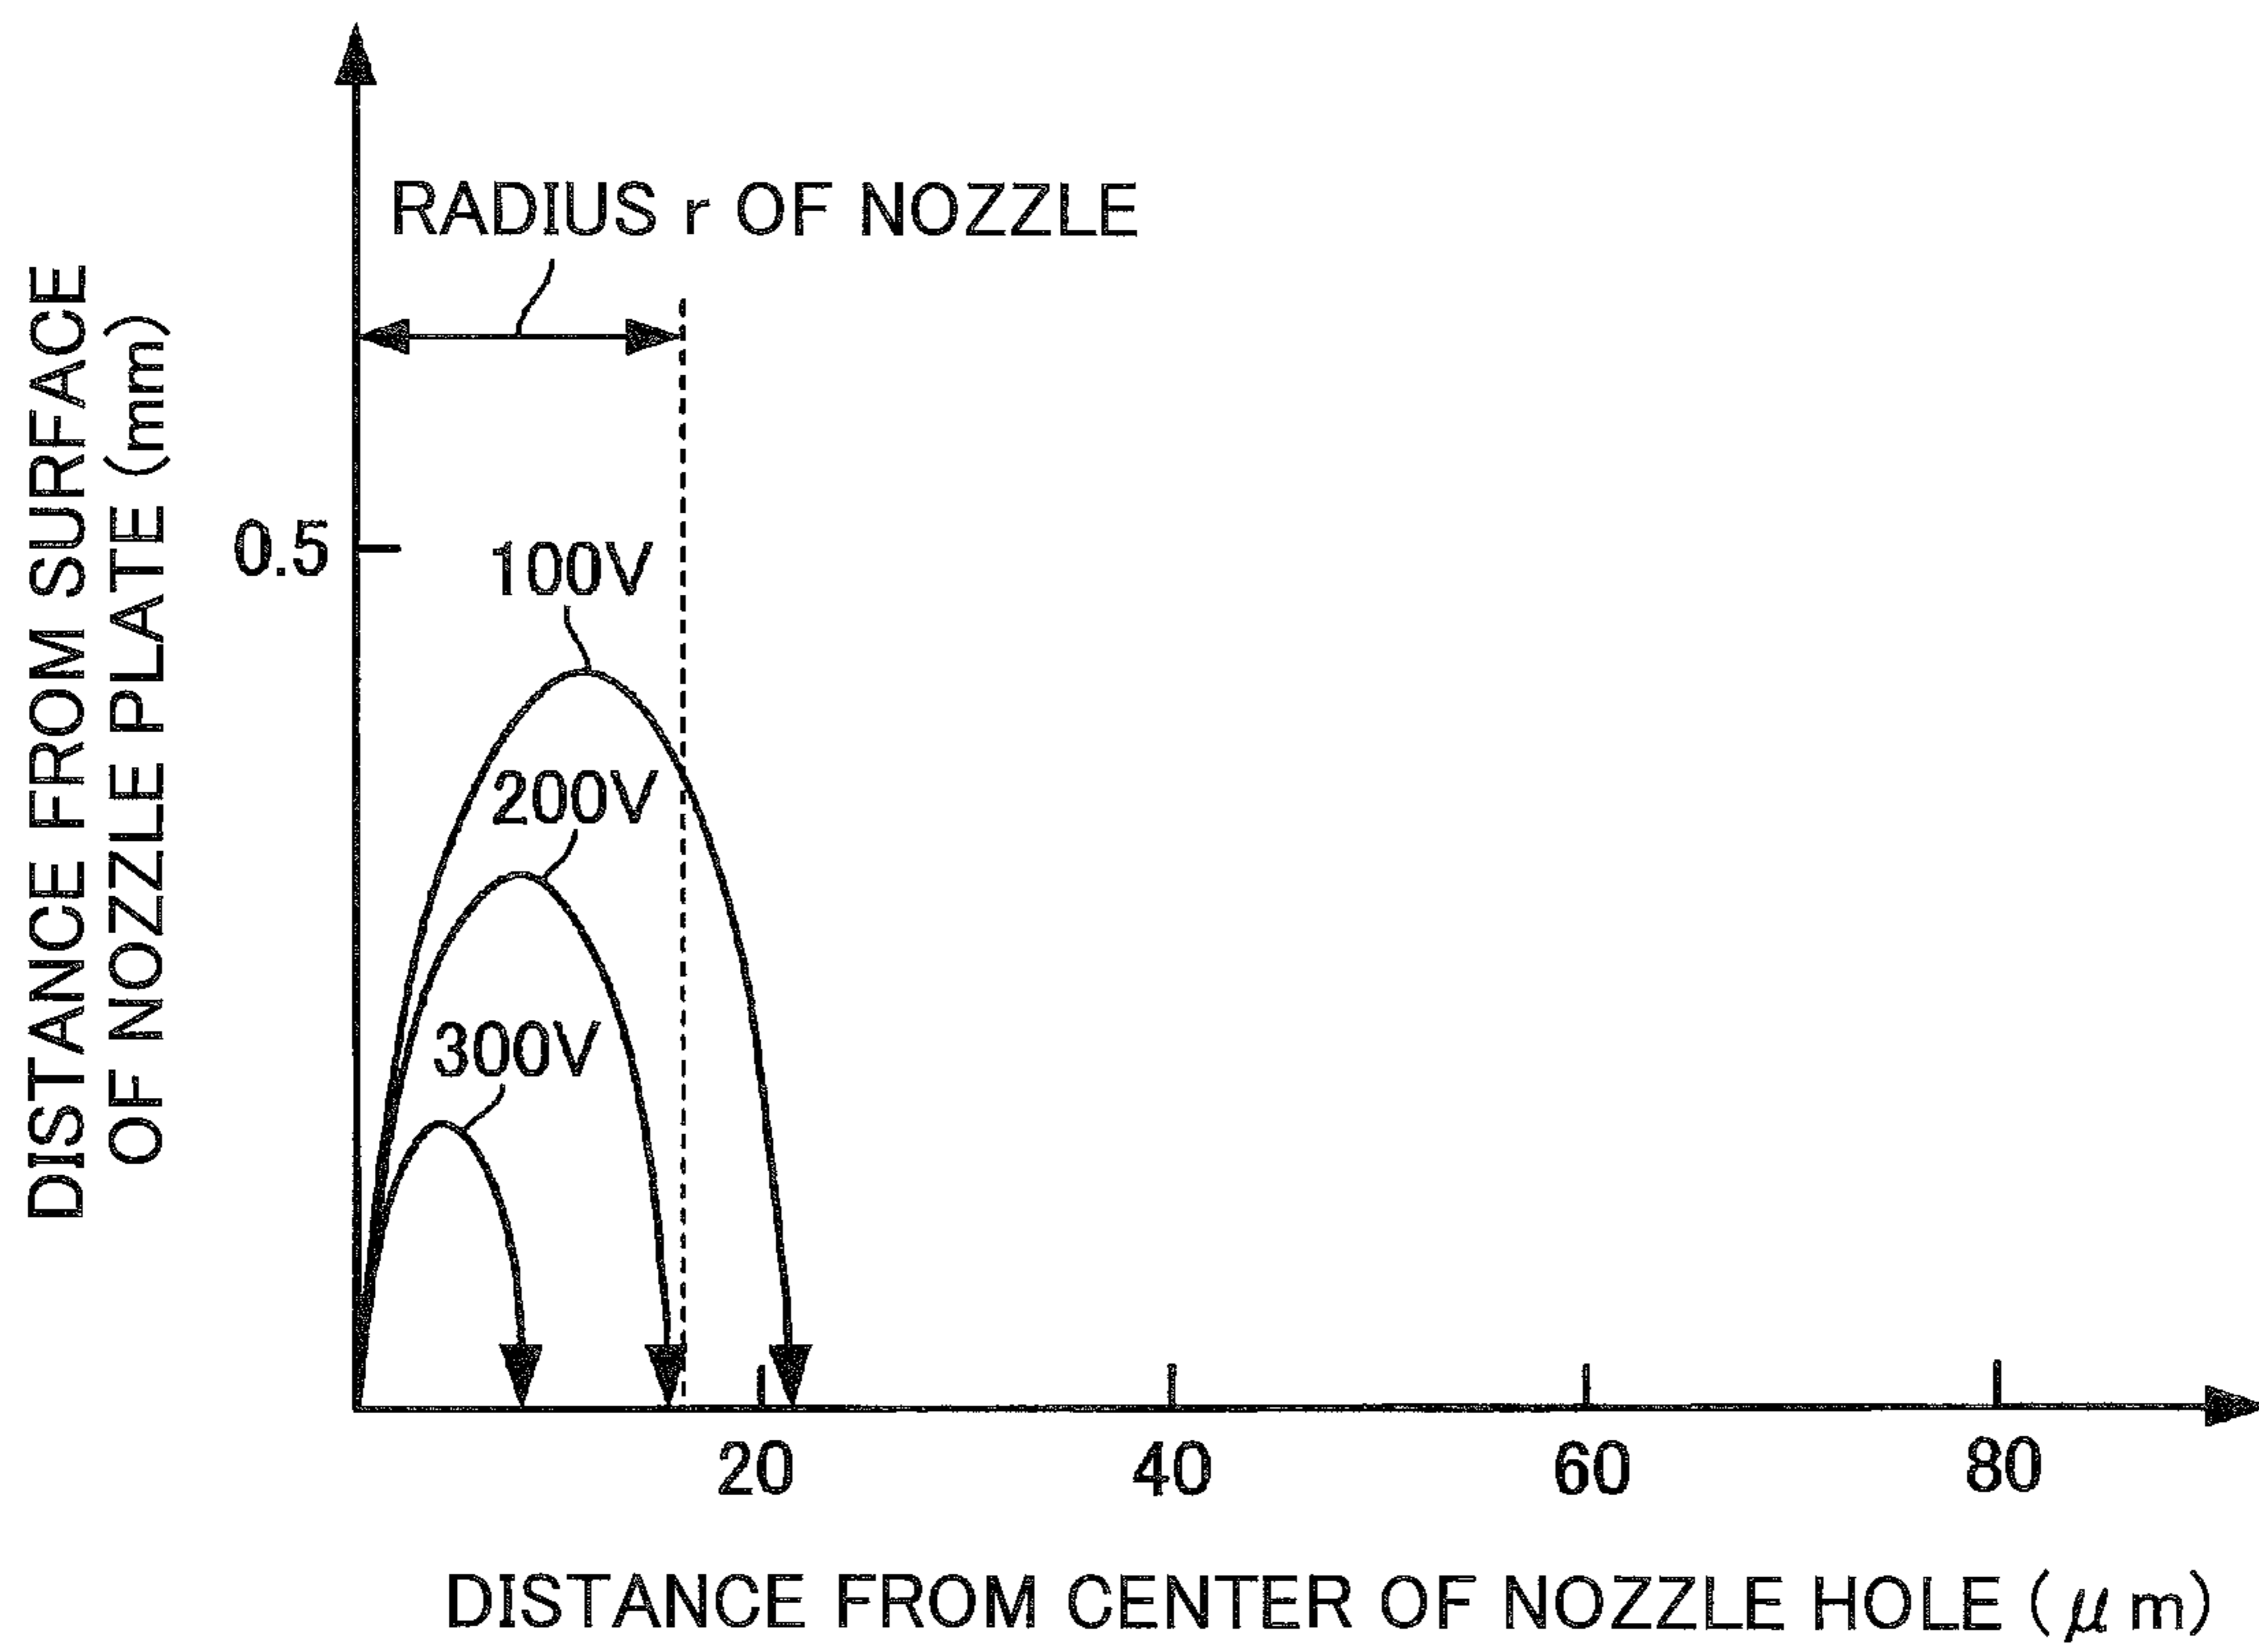 DISTANCE FROM SURFACE
OF NOZZLE PLATE (mm)
RADIUS r OF NOZZLE
0.5
100V
200V
300V
20
40
60
80
DISTANCE FROM CENTER OF NOZZLE HOLE (μm)